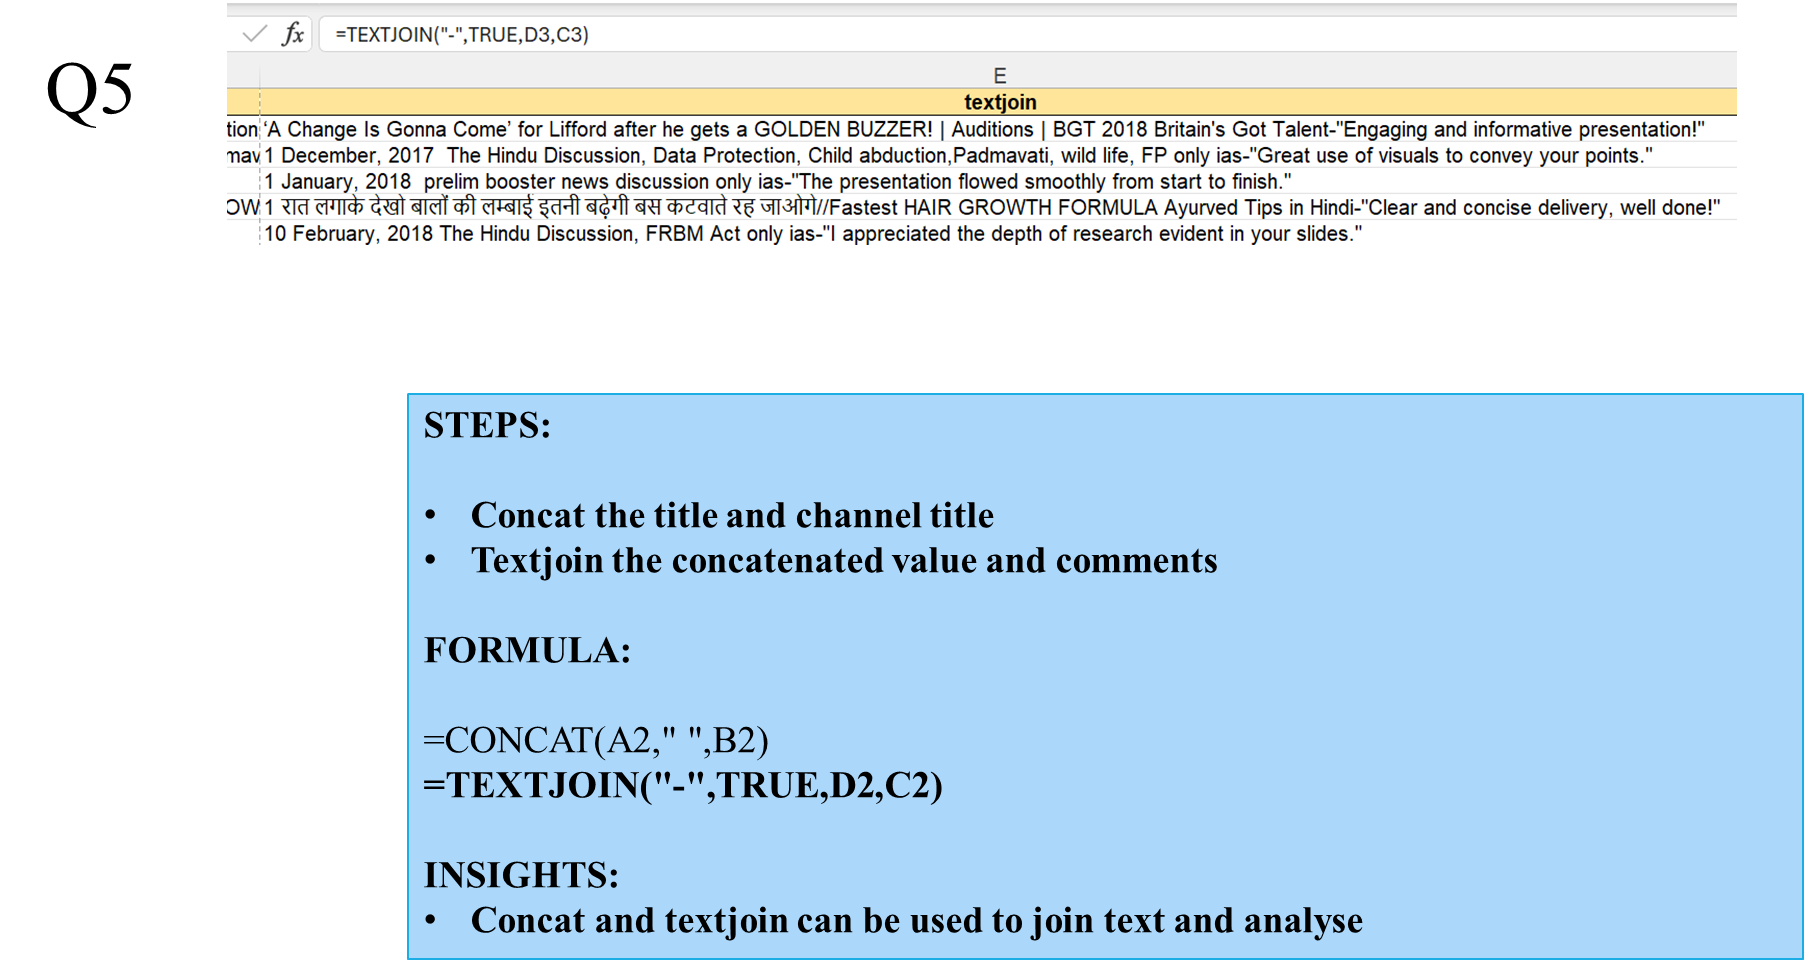 Q5
fx =TEXTJOIN("-",TRUE,D3,C3)
E
textjoin
tion ‘A Change Is Gonna Come’ for Lifford after he gets a GOLDEN BUZZER! | Auditions | BGT 2018 Britain's Got Talent-"Engaging and informative presentation!"
mav 1 December, 2017  The Hindu Discussion, Data Protection, Child abduction,Padmavati, wild life, FP only ias-"Great use of visuals to convey your points."
1 January, 2018  prelim booster news discussion only ias-"The presentation flowed smoothly from start to finish."
OW 1 रात लगाके देखो बालों की लम्बाई इतनी बढ़ेगी बस कटवाते रह जाओगे//Fastest HAIR GROWTH FORMULA Ayurved Tips in Hindi-"Clear and concise delivery, well done!"
10 February, 2018 The Hindu Discussion, FRBM Act only ias-"I appreciated the depth of research evident in your slides."
STEPS:
• Concat the title and channel title
• Textjoin the concatenated value and comments
FORMULA:
=CONCAT(A2," ",B2)
=TEXTJOIN("-",TRUE,D2,C2)
INSIGHTS:
• Concat and textjoin can be used to join text and analyse